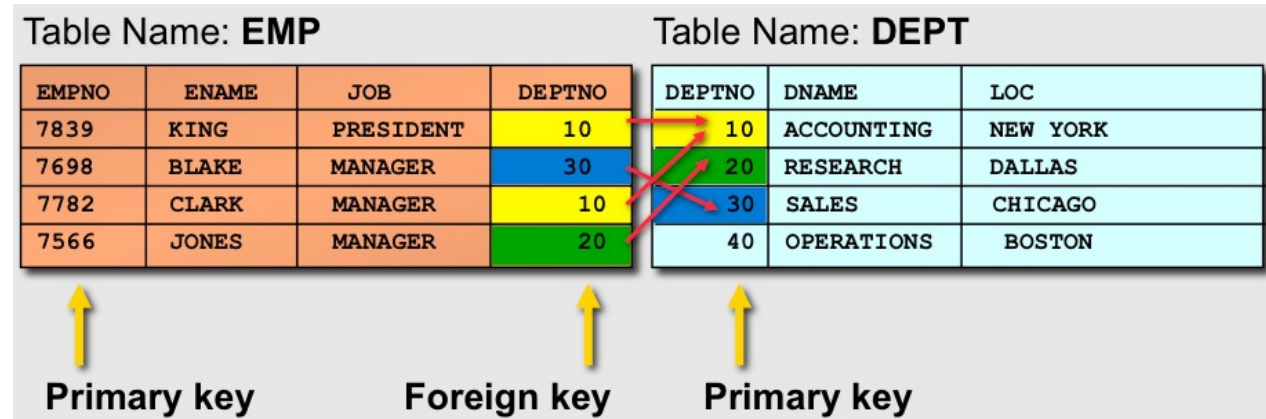 Table Name: EMP
Table Name: DEPT
EMPNO ENAME JOB DEPTNO
7839 KING PRESIDENT 10
7698 BLAKE MANAGER 30
7782 CLARK MANAGER 10
7566 JONES MANAGER 20
DEPTNO DNAME LOC
10 ACCOUNTING NEW YORK
20 RESEARCH DALLAS
30 SALES CHICAGO
40 OPERATIONS BOSTON
Primary key
Foreign key
Primary key